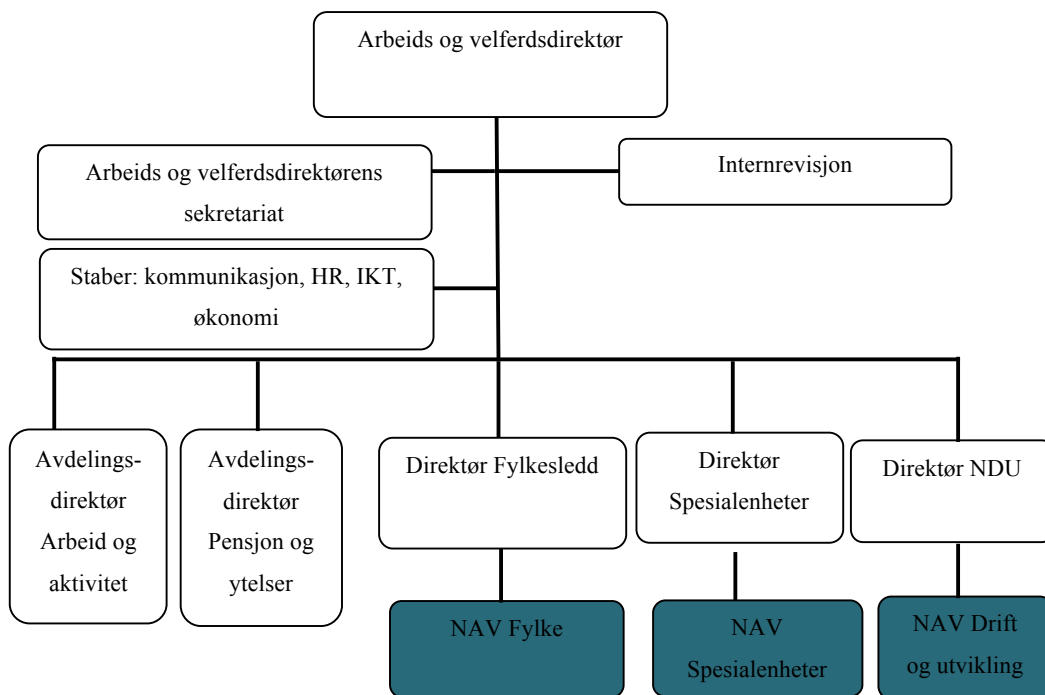 Arbeids og velferdsdirektør
Arbeids og velferdsdirektørens
sekretariat
Internrevisjon
Staber: kommunikasjon, HR, IKT,
økonomi
Avdelings-
direktør
Arbeid og
aktivitet
Avdelings-
direktør
Pensjon og
ytelser
Direktør Fylkesledd
Direktør
Spesialenheter
Direktør NDU
NAV Fylke
NAV
Spesialenheter
NAV Drift
og utvikling